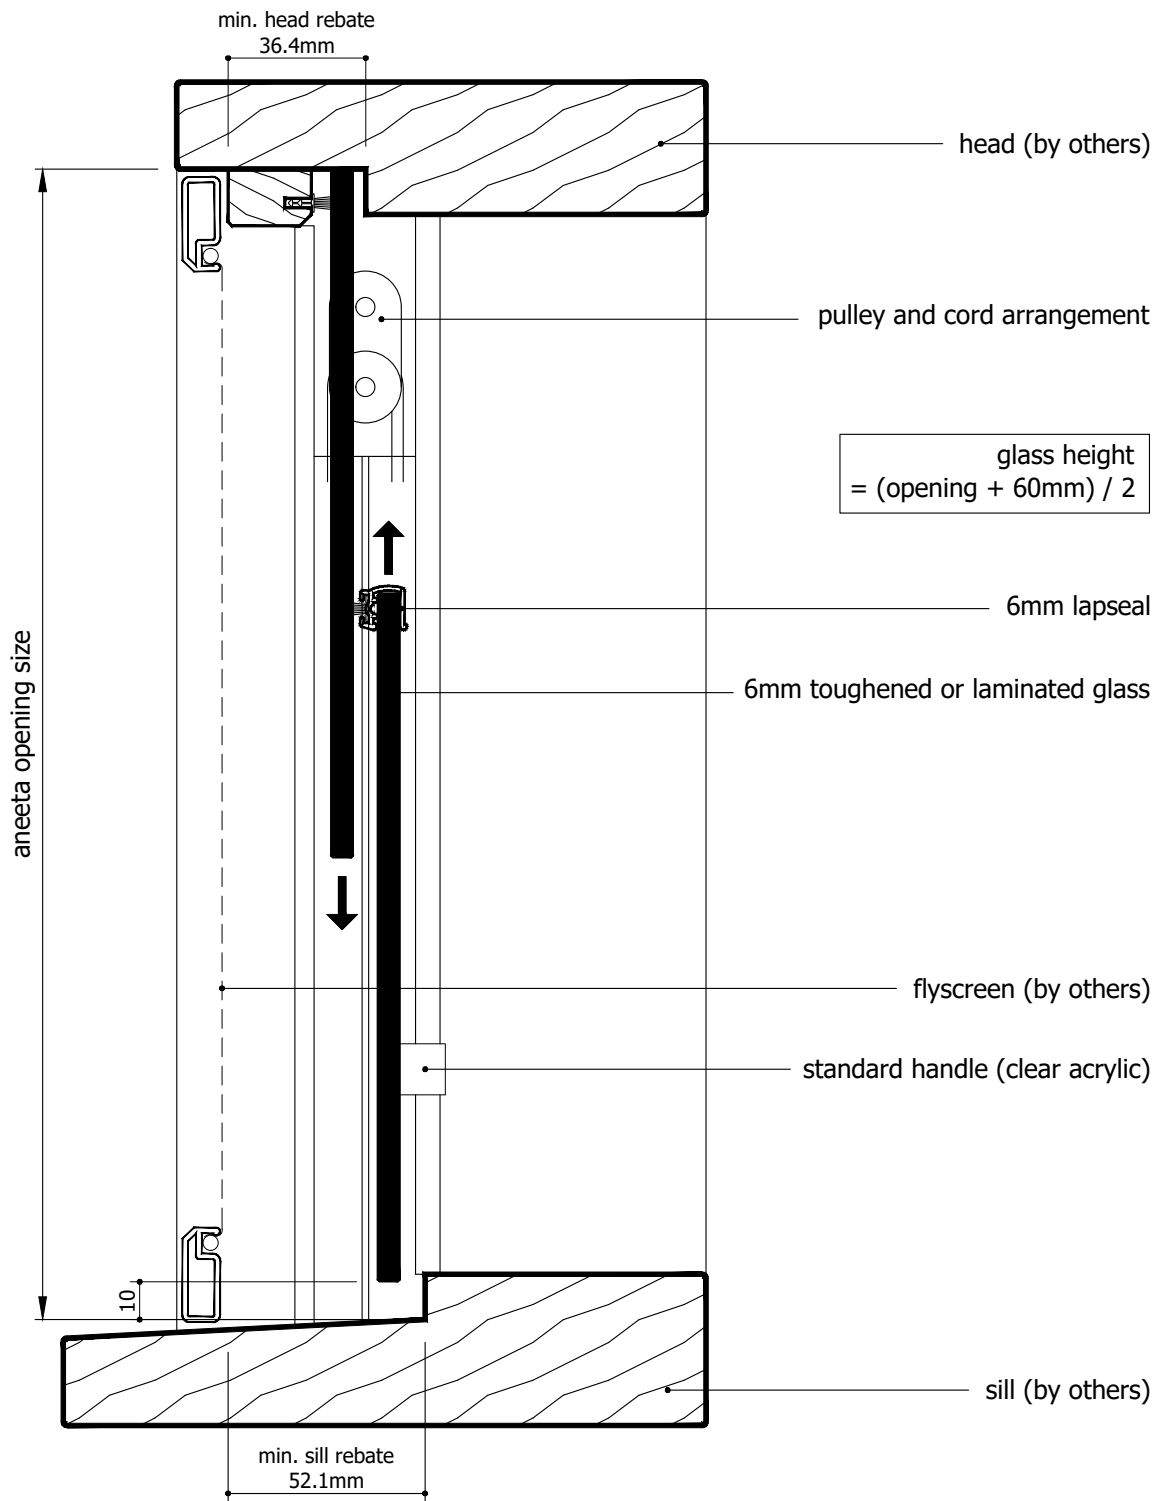 min. head rebate
36.4mm
head (by others)
pulley and cord arrangement
glass height
= (opening + 60mm) / 2
6mm lapseal
aneeta opening size
6mm toughened or laminated glass
flyscreen (by others)
standard handle (clear acrylic)
10
sill (by others)
min. sill rebate
52.1mm